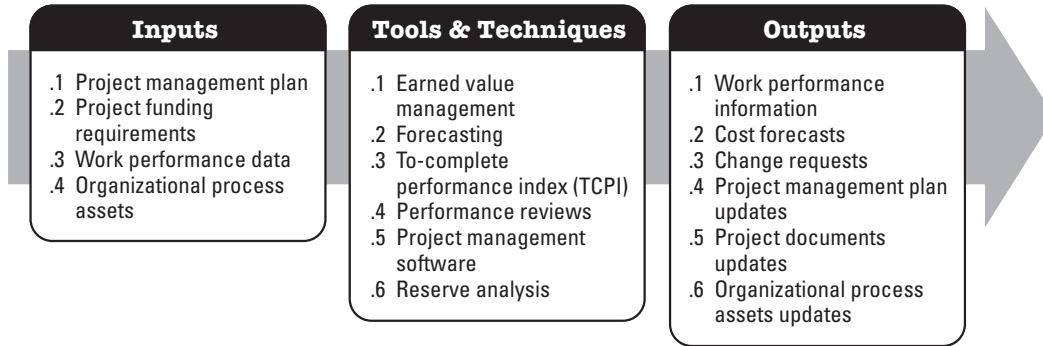 Inputs
.1 Project management plan
.2 Project funding
requirements
.3 Work performance data
.4 Organizational process
assets
Tools & Techniques
.1 Earned value
management
.2 Forecasting
.3 To-complete
performance index (TCPI)
.4 Performance reviews
.5 Project management
software
.6 Reserve analysis
Outputs
.1 Work performance
information
.2 Cost forecasts
.3 Change requests
.4 Project management plan
updates
.5 Project documents
updates
.6 Organizational process
assets updates